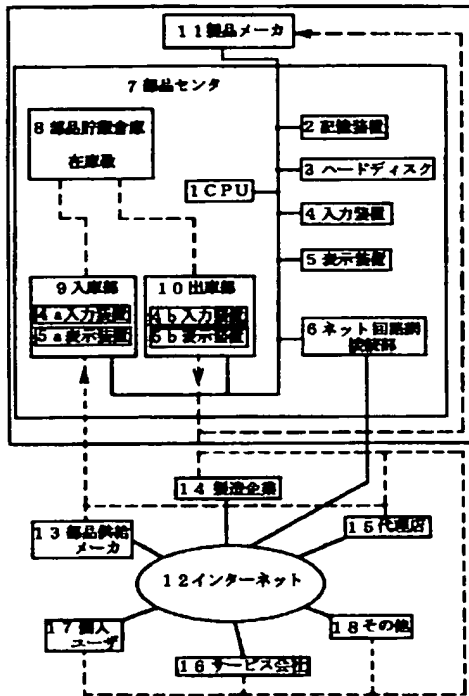 11製品メーカ
7 部品センタ
8 部品貯蔵倉庫
在庫数
2 記憶装置
3 ハードディスク
1CPU
4 入力装置
5 表示装置
9入庫部
4a入力装置
5a表示装置
10出庫部
4b入力装置
5b表示装置
6ネット回路網
接続部
14 製造企業
13 部品供給
メーカ
15代理店
12インターネット
17個人
ユーザ
18その他
16サービス会社